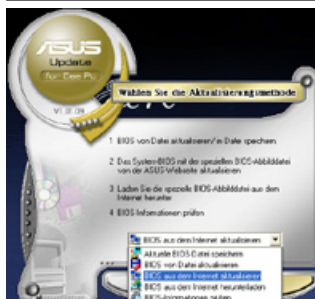 ASUS
Update
for Eee Pc
Wählen Sie die Aktualisierungsmethode
1 BIOS von Datei aktualisieren/in Datei speichern
2 Das System-BIOS mit der speziellen BIOS-Abbilddatei
von der ASUS-Webseite aktualisieren
3 Laden Sie die spezielle BIOS-Abbilddatei aus dem
Internet herunter
4 BIOS Informationen prüfen
BIOS aus dem Internet aktualisieren
Aktuelle BIOS-Datei speichern
BIOS von Datei aktualisieren
BIOS aus dem Internet aktualisieren
BIOS aus dem Internet herunterladen
BIOS-Informationen prüfen